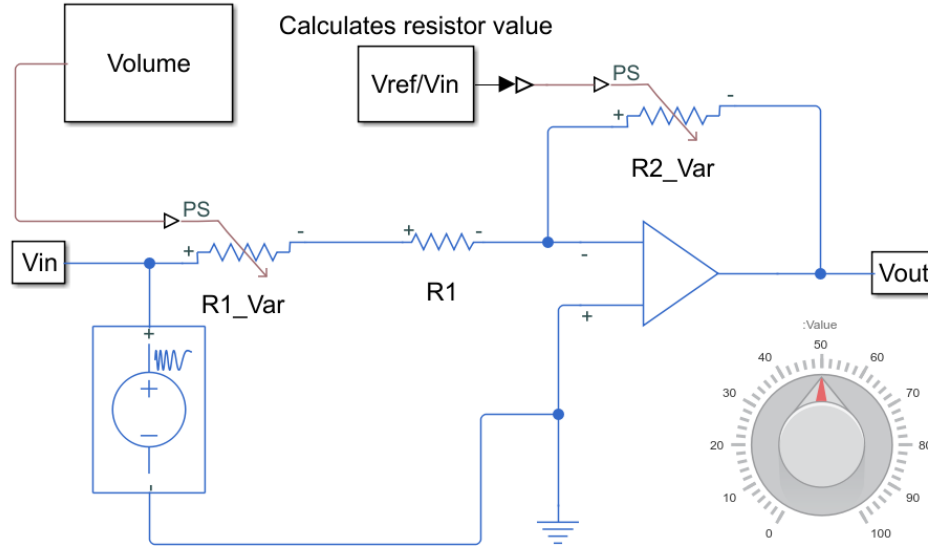 Calculates resistor value
Volume
Vref/Vin
PS
+
-
R2_Var
PS
Vin
+
-
R1_Var
+
-
R1
-
+
Vout
+
+
-
-
:Value
0
10
20
30
40
50
60
70
80
90
100